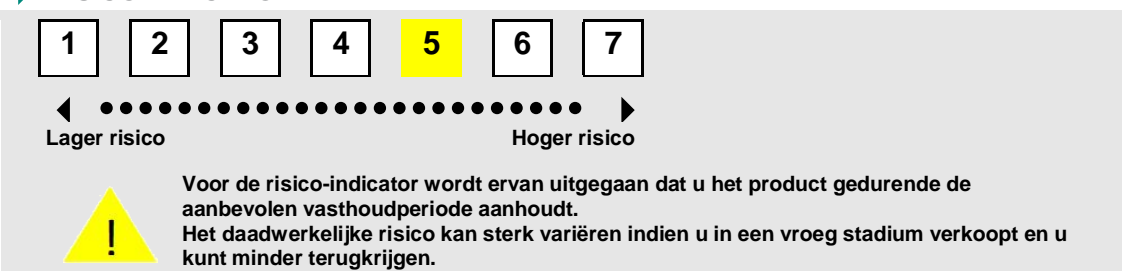 1 2 3 4 5 6 7
Lager risico Hoger risico
Voor de risico-indicator wordt ervan uitgegaan dat u het product gedurende de
aanbevolen vasthoudperiode aanhoudt.
Het daadwerkelijke risico kan sterk variëren indien u in een vroeg stadium verkoopt en u
kunt minder terugkrijgen.
!